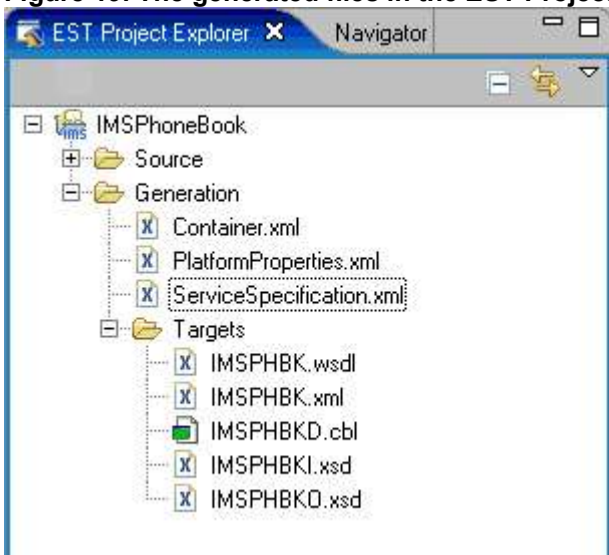 EST Project Explorer Navigator
IMSPhoneBook
Source
Generation
Container.xml
PlatformProperties.xml
ServiceSpecification.xml
Targets
IMSPHBK.wsdl
IMSPHBK.xml
IMSPHBKD.cbl
IMSPHBKI.xsd
IMSPHBKO.xsd